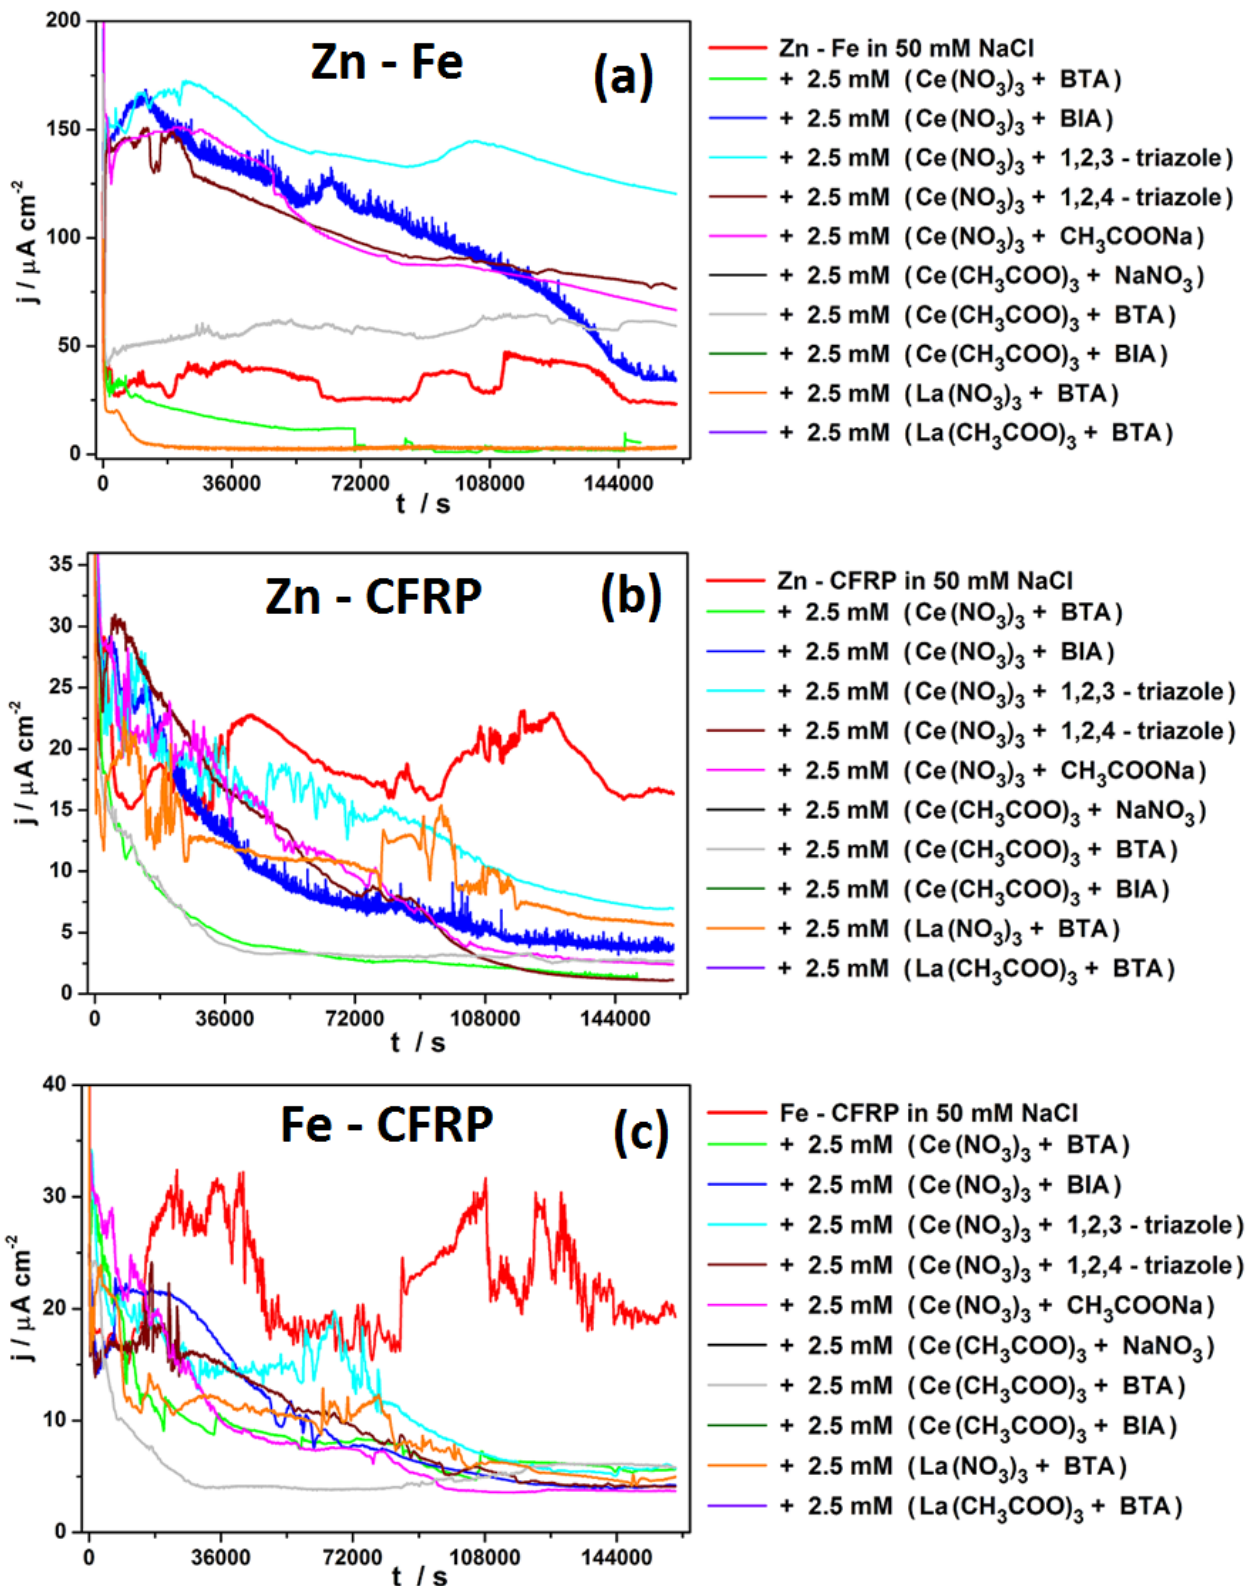 Zn - Fe
(a)
j / µA cm⁻²
200
150
100
50
0
0 36000 72000 108000 144000
t / s
Zn - Fe in 50 mM NaCl
+ 2.5 mM (Ce(NO₃)₃ + BTA)
+ 2.5 mM (Ce(NO₃)₃ + BIA)
+ 2.5 mM (Ce(NO₃)₃ + 1,2,3 - triazole)
+ 2.5 mM (Ce(NO₃)₃ + 1,2,4 - triazole)
+ 2.5 mM (Ce(NO₃)₃ + CH₃COONa)
+ 2.5 mM (Ce(CH₃COO)₃ + NaNO₃)
+ 2.5 mM (Ce(CH₃COO)₃ + BTA)
+ 2.5 mM (Ce(CH₃COO)₃ + BIA)
+ 2.5 mM (La(NO₃)₃ + BTA)
+ 2.5 mM (La(CH₃COO)₃ + BTA)
Zn - CFRP
(b)
j / µA cm⁻²
35
30
25
20
15
10
5
0
0 36000 72000 108000 144000
t / s
Zn - CFRP in 50 mM NaCl
+ 2.5 mM (Ce(NO₃)₃ + BTA)
+ 2.5 mM (Ce(NO₃)₃ + BIA)
+ 2.5 mM (Ce(NO₃)₃ + 1,2,3 - triazole)
+ 2.5 mM (Ce(NO₃)₃ + 1,2,4 - triazole)
+ 2.5 mM (Ce(NO₃)₃ + CH₃COONa)
+ 2.5 mM (Ce(CH₃COO)₃ + NaNO₃)
+ 2.5 mM (Ce(CH₃COO)₃ + BTA)
+ 2.5 mM (Ce(CH₃COO)₃ + BIA)
+ 2.5 mM (La(NO₃)₃ + BTA)
+ 2.5 mM (La(CH₃COO)₃ + BTA)
Fe - CFRP
(c)
j / µA cm⁻²
40
30
20
10
0
0 36000 72000 108000 144000
t / s
Fe - CFRP in 50 mM NaCl
+ 2.5 mM (Ce(NO₃)₃ + BTA)
+ 2.5 mM (Ce(NO₃)₃ + BIA)
+ 2.5 mM (Ce(NO₃)₃ + 1,2,3 - triazole)
+ 2.5 mM (Ce(NO₃)₃ + 1,2,4 - triazole)
+ 2.5 mM (Ce(NO₃)₃ + CH₃COONa)
+ 2.5 mM (Ce(CH₃COO)₃ + NaNO₃)
+ 2.5 mM (Ce(CH₃COO)₃ + BTA)
+ 2.5 mM (Ce(CH₃COO)₃ + BIA)
+ 2.5 mM (La(NO₃)₃ + BTA)
+ 2.5 mM (La(CH₃COO)₃ + BTA)